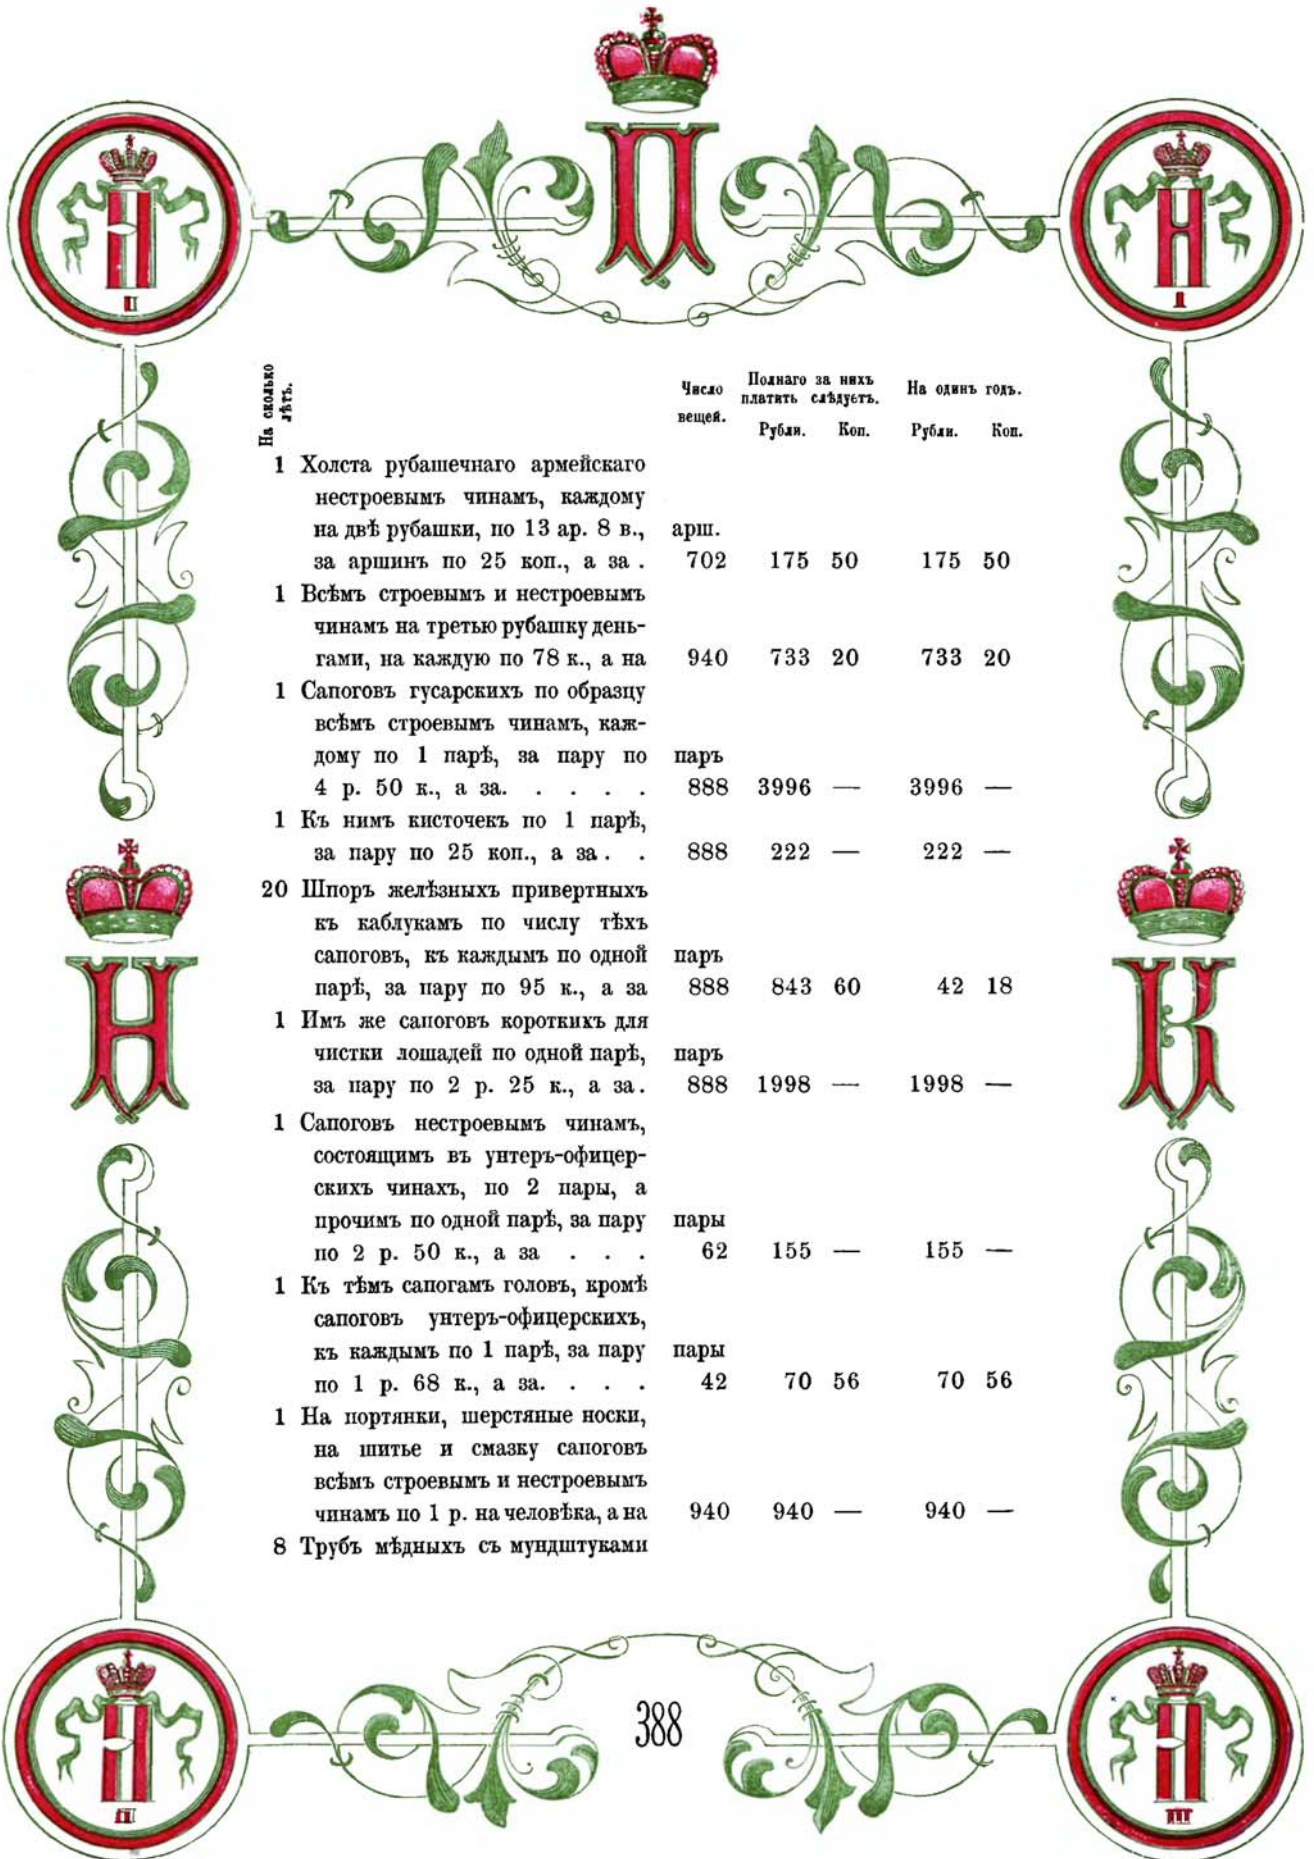 П
II
I
На сколько
лѣтъ.
Число
вещей.
Полнаго за нихъ
платить слѣдуетъ.
На одинъ годъ.
Рубли. Коп. Рубли. Коп.
1 Холста рубашечнаго армейскаго
нестроевымъ чинамъ, каждому
на двѣ рубашки, по 13 ар. 8 в., арш.
за аршинъ по 25 коп., а за . 702 175 50 175 50
1 Всѣмъ строевымъ и нестроевымъ
чинамъ на третью рубашку день-
гами, на каждую по 78 к., а на 940 733 20 733 20
1 Сапоговъ гусарскихъ по образцу
всѣмъ строевымъ чинамъ, каж-
дому по 1 парѣ, за пару по паръ
4 р. 50 к., а за. . . . . 888 3996 — 3996 —
1 Къ нимъ кисточекъ по 1 парѣ,
за пару по 25 коп., а за . . 888 222 — 222 —
20 Шпоръ желѣзныхъ привертныхъ
къ каблукамъ по числу тѣхъ
сапоговъ, къ каждымъ по одной паръ
парѣ, за пару по 95 к., а за 888 843 60 42 18
1 Имъ же сапоговъ короткихъ для
чистки лошадей по одной парѣ, паръ
за пару по 2 р. 25 к., а за. 888 1998 — 1998 —
1 Сапоговъ нестроевымъ чинамъ,
состоящимъ въ унтеръ-офицер-
скихъ чинахъ, по 2 пары, а
прочимъ по одной парѣ, за пару пары
по 2 р. 50 к., а за . . . 62 155 — 155 —
1 Къ тѣмъ сапогамъ головъ, кромѣ
сапоговъ унтеръ-офицерскихъ,
къ каждымъ по 1 парѣ, за пару пары
по 1 р. 68 к., а за. . . . 42 70 56 70 56
1 На портянки, шерстяные носки,
на шитье и смазку сапоговъ
всѣмъ строевымъ и нестроевымъ
чинамъ по 1 р. на человѣка, а на 940 940 — 940 —
8 Трубъ мѣдныхъ съ мундштуками
Н
К
388
III